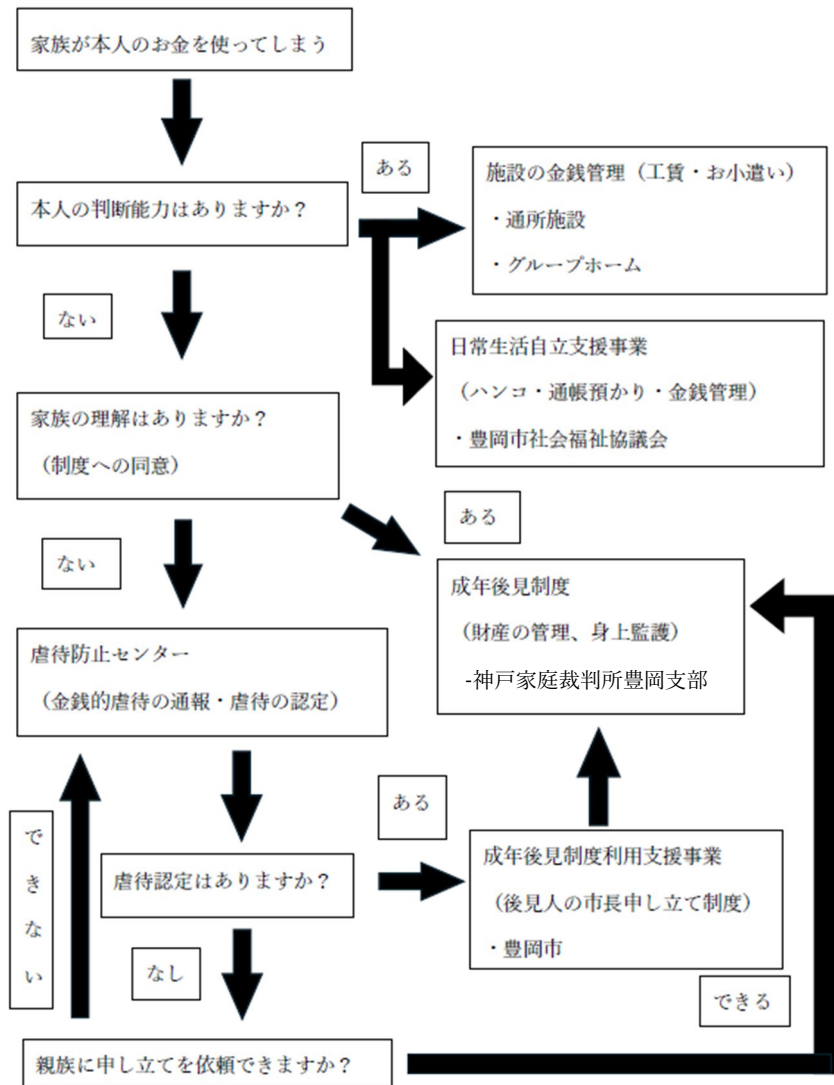 家族が本人のお金を使ってしまう
ある
本人の判断能力はありますか？
施設の金銭管理（工賃・お小遣い）
・通所施設
・グループホーム
ない
日常生活自立支援事業
（ハンコ・通帳預かり・金銭管理）
・豊岡市社会福祉協議会
家族の理解はありますか？
（制度への同意）
ある
ない
成年後見制度
（財産の管理、身上監護）
-神戸家庭裁判所豊岡支部
虐待防止センター
（金銭的虐待の通報・虐待の認定）
ある
できない
虐待認定はありますか？
成年後見制度利用支援事業
（後見人の市長申し立て制度）
・豊岡市
なし
できる
親族に申し立てを依頼できますか？